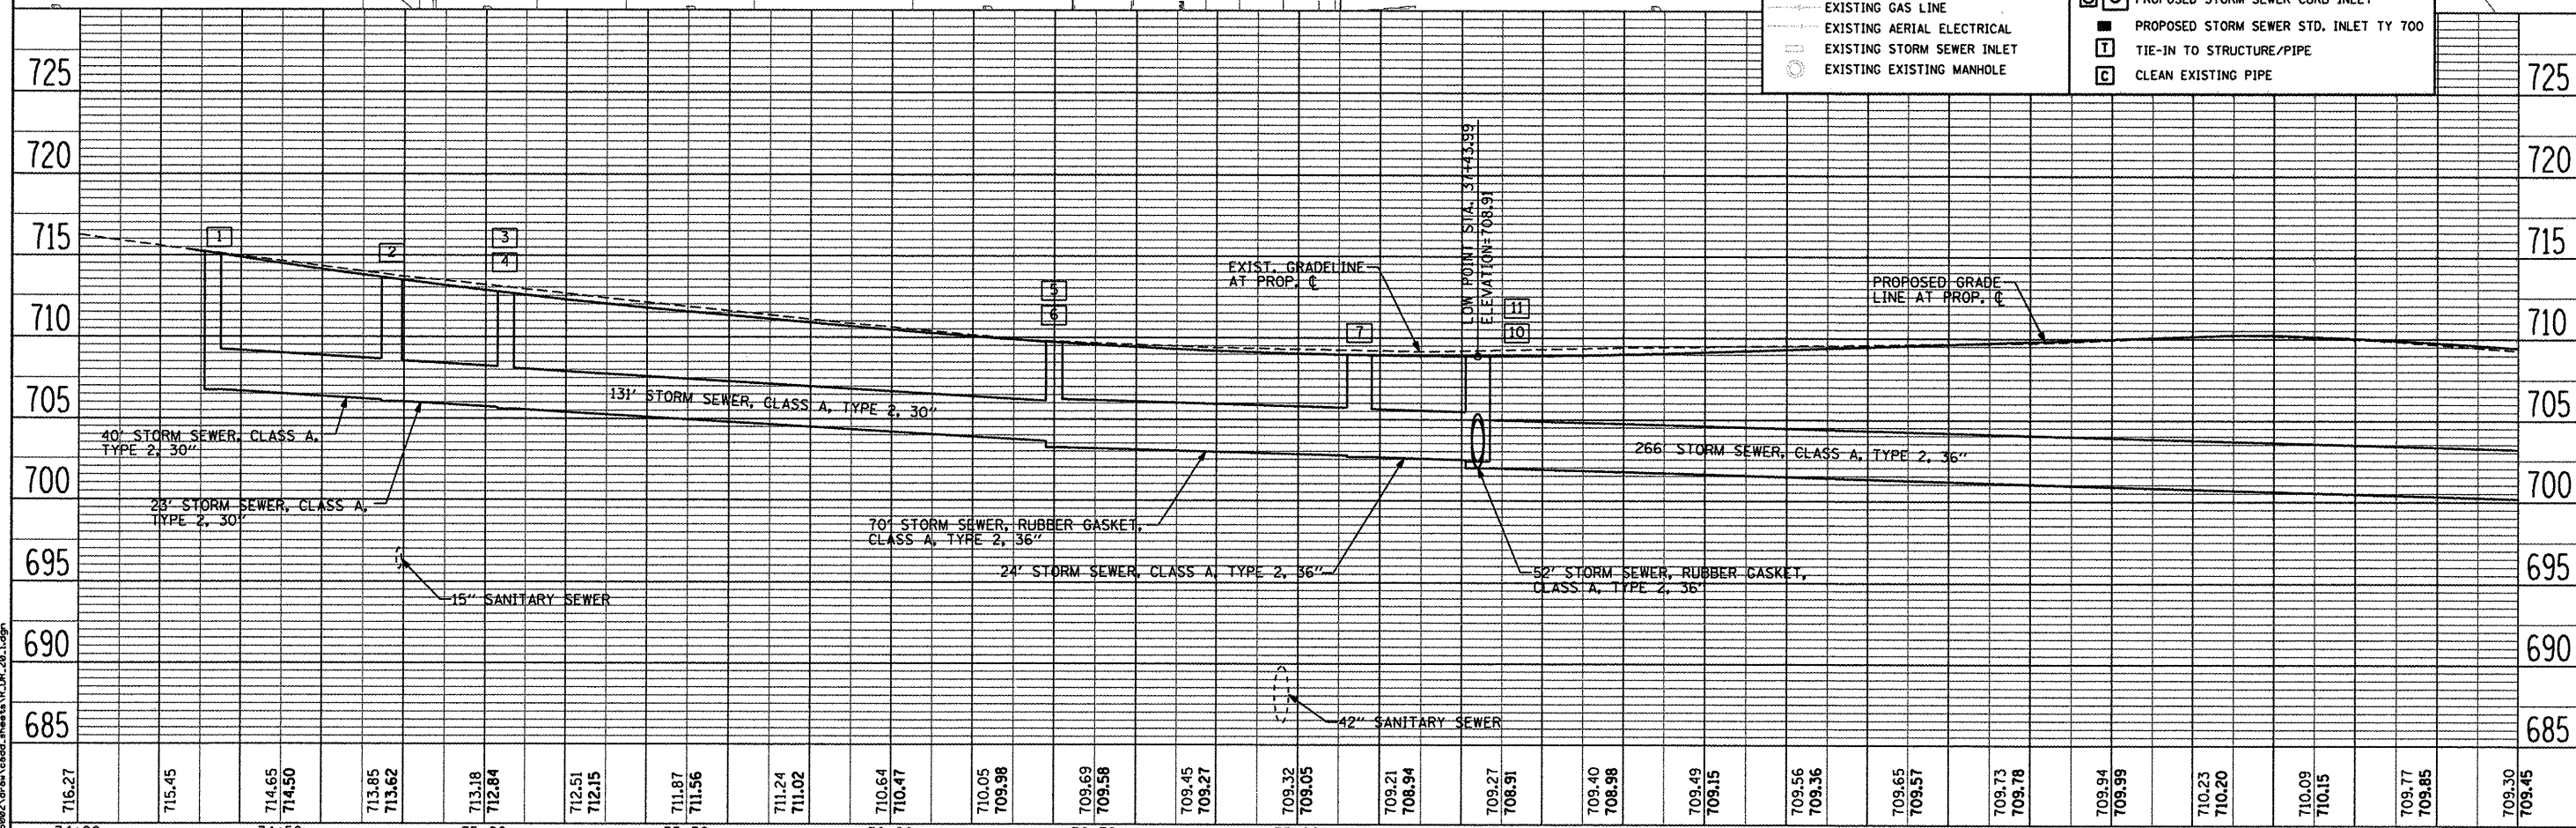 EXISTING GAS LINE
EXISTING AERIAL ELECTRICAL
EXISTING STORM SEWER INLET
EXISTING EXISTING MANHOLE
PROPOSED STORM SEWER CURB INLET
PROPOSED STORM SEWER STD. INLET TY 700
T TIE-IN TO STRUCTURE/PIPE
C CLEAN EXISTING PIPE
725
725
720
720
715
715
710
710
705
705
700
700
695
695
690
690
685
685
1
2
3
4
5
6
7
11
10
LOW POINT STA. 37+43.99
ELEVATION=708.91
EXIST. GRADELINE
AT PROP. ℄
PROPOSED GRADE
LINE AT PROP. ℄
131' STORM SEWER, CLASS A, TYPE 2, 30"
40' STORM SEWER, CLASS A,
TYPE 2, 30"
23' STORM SEWER, CLASS A,
TYPE 2, 30"
266' STORM SEWER, CLASS A, TYPE 2, 36"
70' STORM SEWER, RUBBER GASKET,
CLASS A, TYPE 2, 36"
24' STORM SEWER, CLASS A, TYPE 2, 36"
52' STORM SEWER, RUBBER GASKET,
CLASS A, TYPE 2, 36"
15" SANITARY SEWER
42" SANITARY SEWER
716.27
715.45
714.65
714.50
713.85
713.62
713.18
712.84
712.51
712.15
711.87
711.56
711.24
711.02
710.64
710.47
710.05
709.98
709.69
709.58
709.45
709.27
709.32
709.05
709.21
708.94
709.27
708.91
709.40
708.98
709.49
709.15
709.56
709.36
709.65
709.57
709.73
709.78
709.94
709.99
710.23
710.20
710.09
710.15
709.77
709.85
709.30
709.45